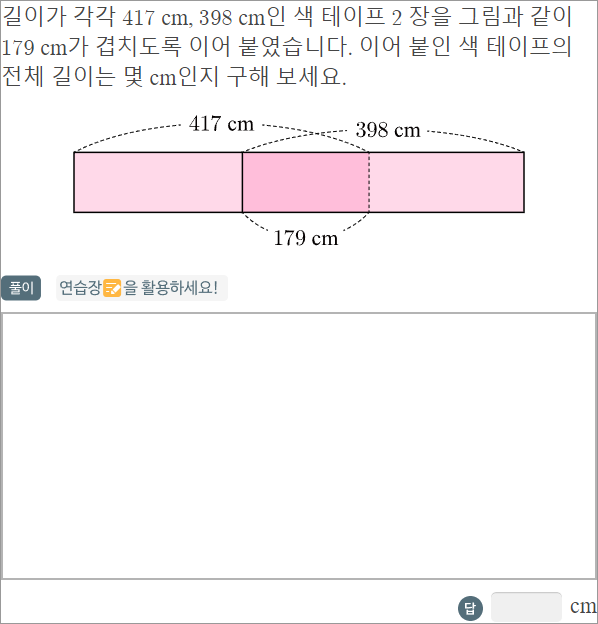 길이가 각각 417 cm, 398 cm인 색 테이프 2 장을 그림과 같이
179 cm가 겹치도록 이어 붙였습니다. 이어 붙인 색 테이프의
전체 길이는 몇 cm인지 구해 보세요.
417 cm
398 cm
179 cm
풀이 연습장📝을 활용하세요!
답 cm